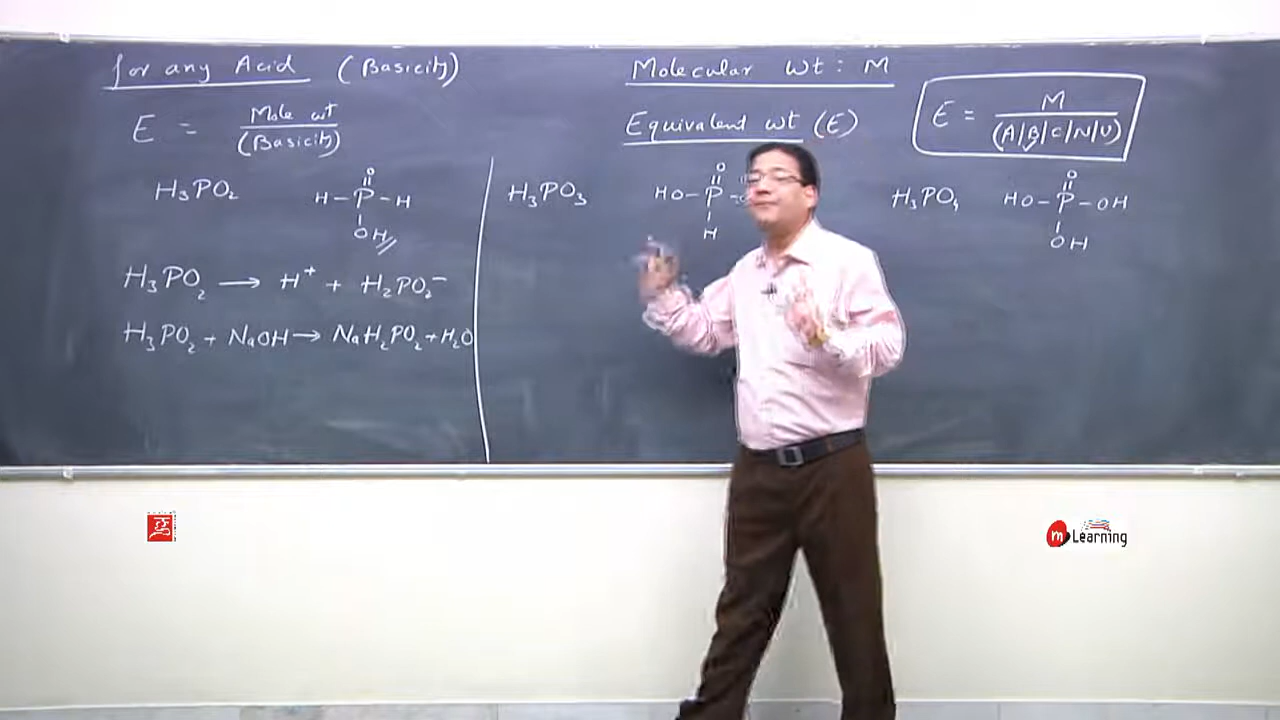 for any Acid (Basicity)
E = Mole wt / (Basicity)
H3PO2
O
H–P–H
OH
H3PO2 → H+ + H2PO2−
H3PO2 + NaOH → NaH2PO2 + H2O
Molecular wt : M
Equivalent wt (E)
E = M / (A|B|C|N|U)
H3PO3
O
HO–P–
H
H3PO4
O
HO–P–OH
OH
m Learning